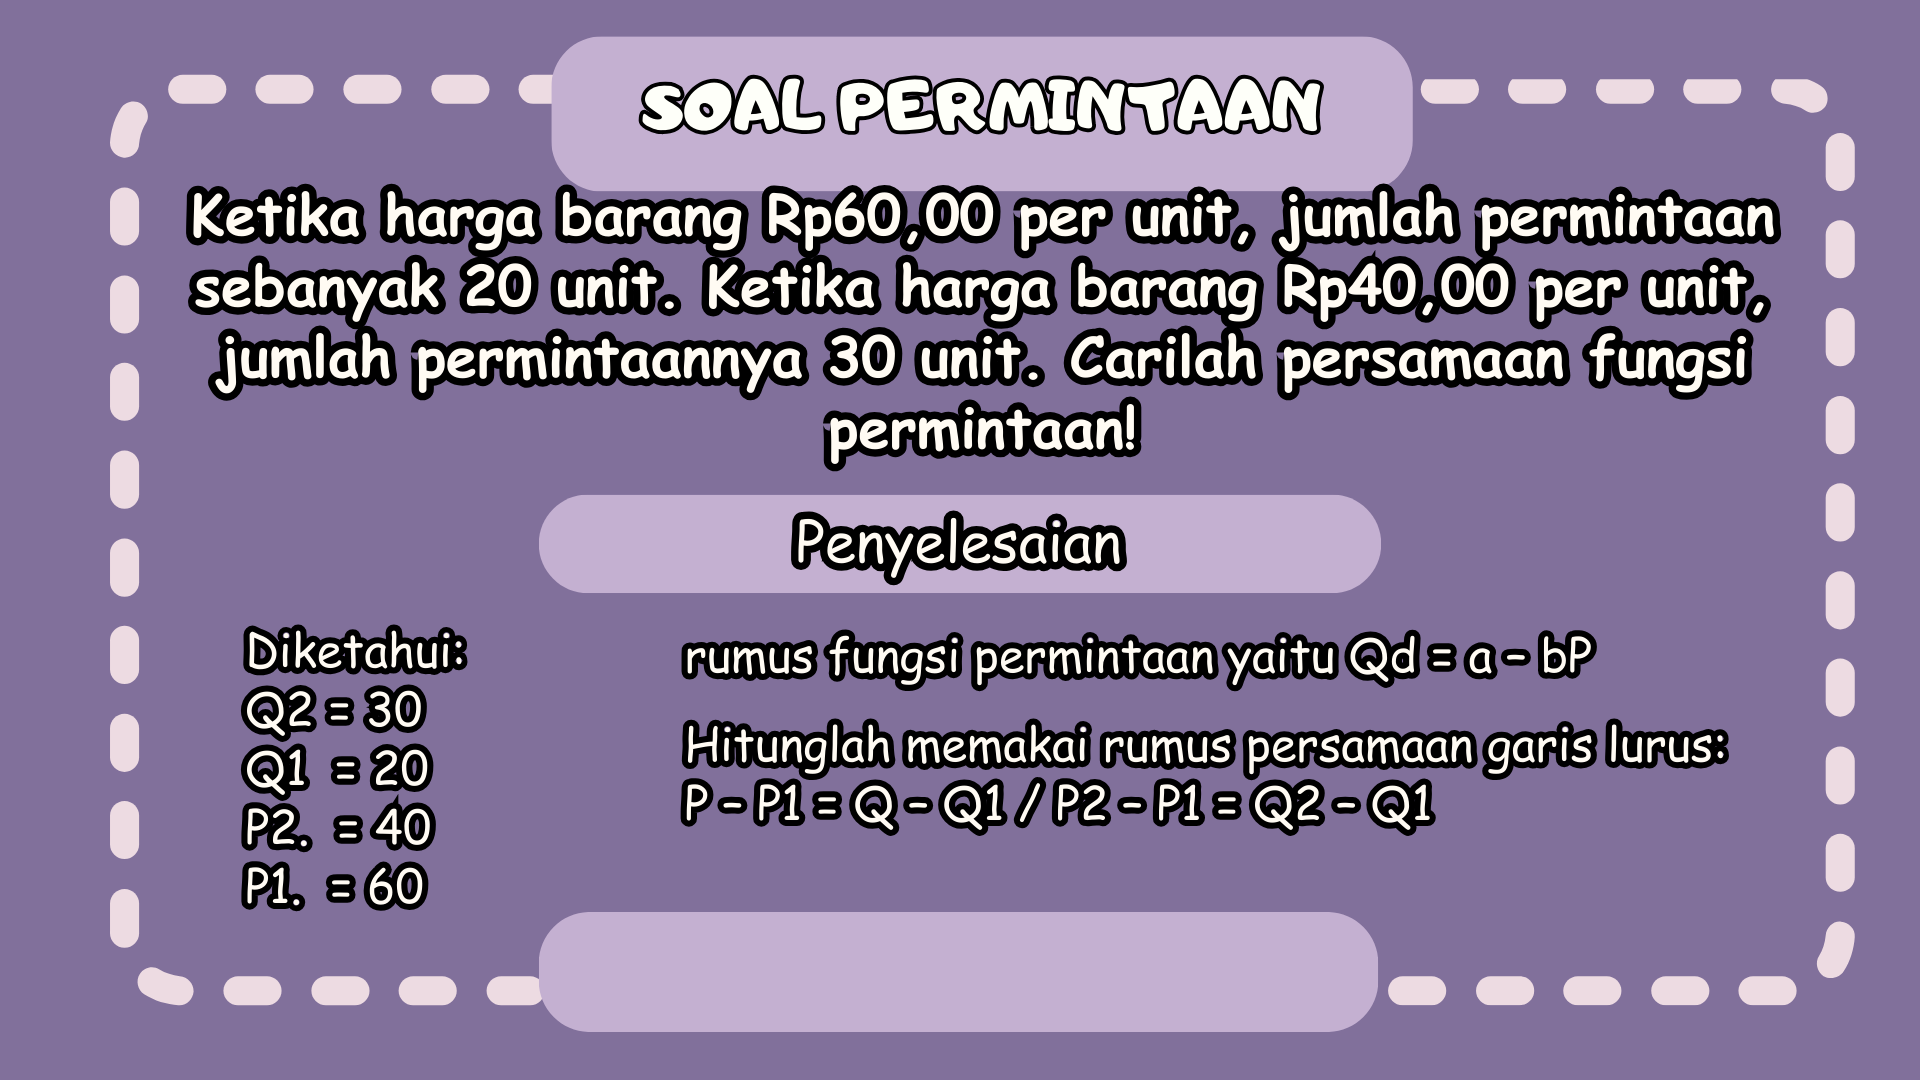 SOAL PERMINTAAN
Ketika harga barang Rp60,00 per unit, jumlah permintaan
sebanyak 20 unit. Ketika harga barang Rp40,00 per unit,
jumlah permintaannya 30 unit. Carilah persamaan fungsi
permintaan!
Penyelesaian
Diketahui:
Q2 = 30
Q1 = 20
P2. = 40
P1. = 60
rumus fungsi permintaan yaitu Qd = a – bP
Hitunglah memakai rumus persamaan garis lurus:
P – P1 = Q – Q1 / P2 – P1 = Q2 – Q1